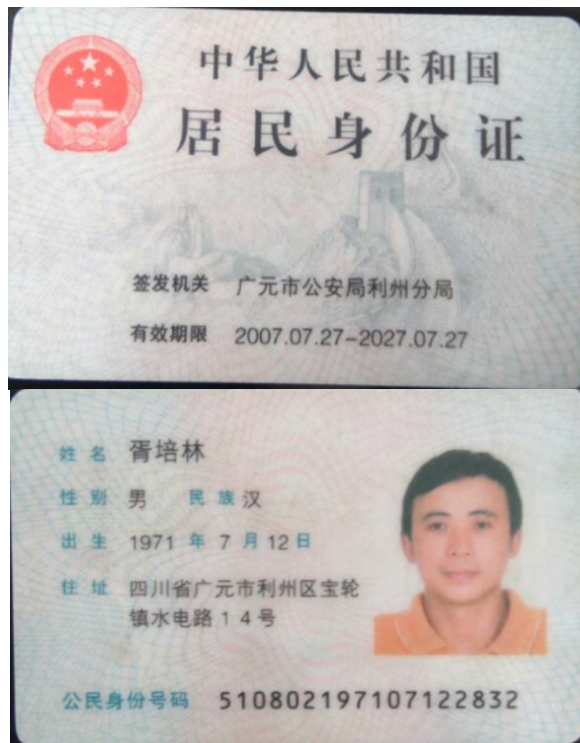 中华人民共和国
居民身份证
签发机关 广元市公安局利州分局
有效期限 2007.07.27-2027.07.27
姓名 胥培林
性别 男 民族 汉
出生 1971 年 7 月 12 日
住址 四川省广元市利州区宝轮
镇水电路14号
公民身份号码 510802197107122832